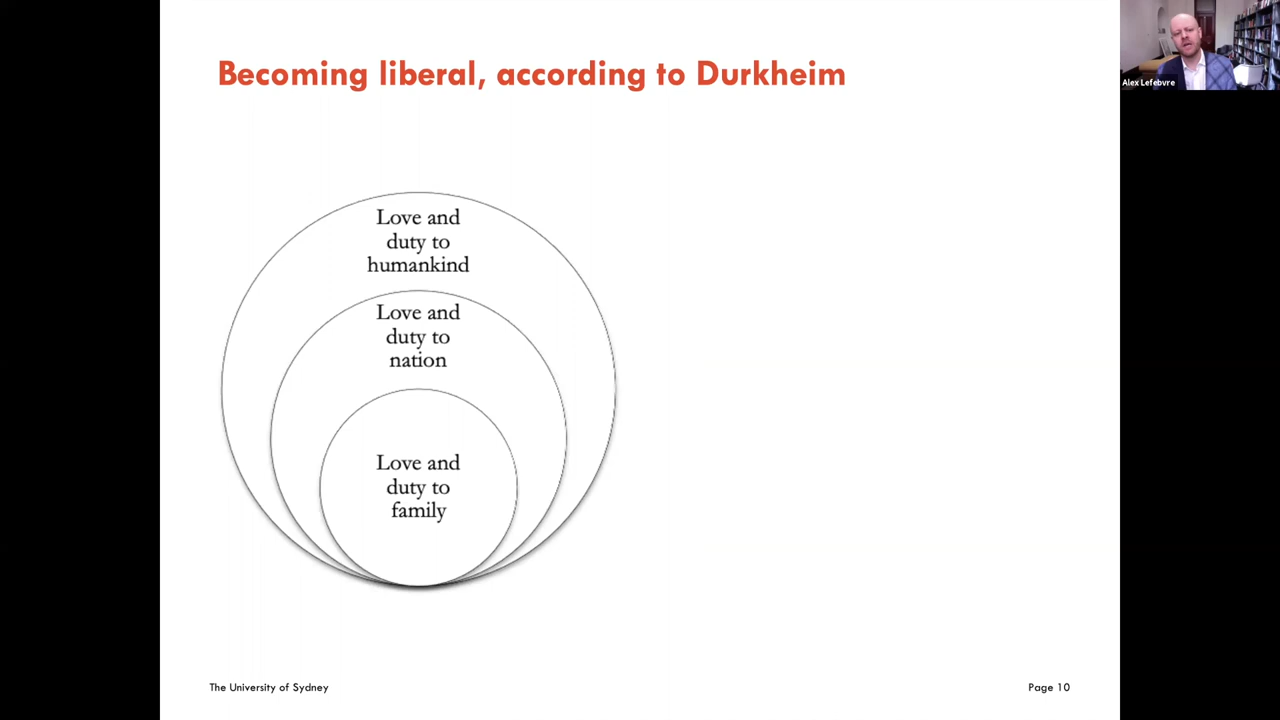 Becoming liberal, according to Durkheim
Alex Lefebvre
Love and
duty to
humankind
Love and
duty to
nation
Love and
duty to
family
The University of Sydney
Page 10